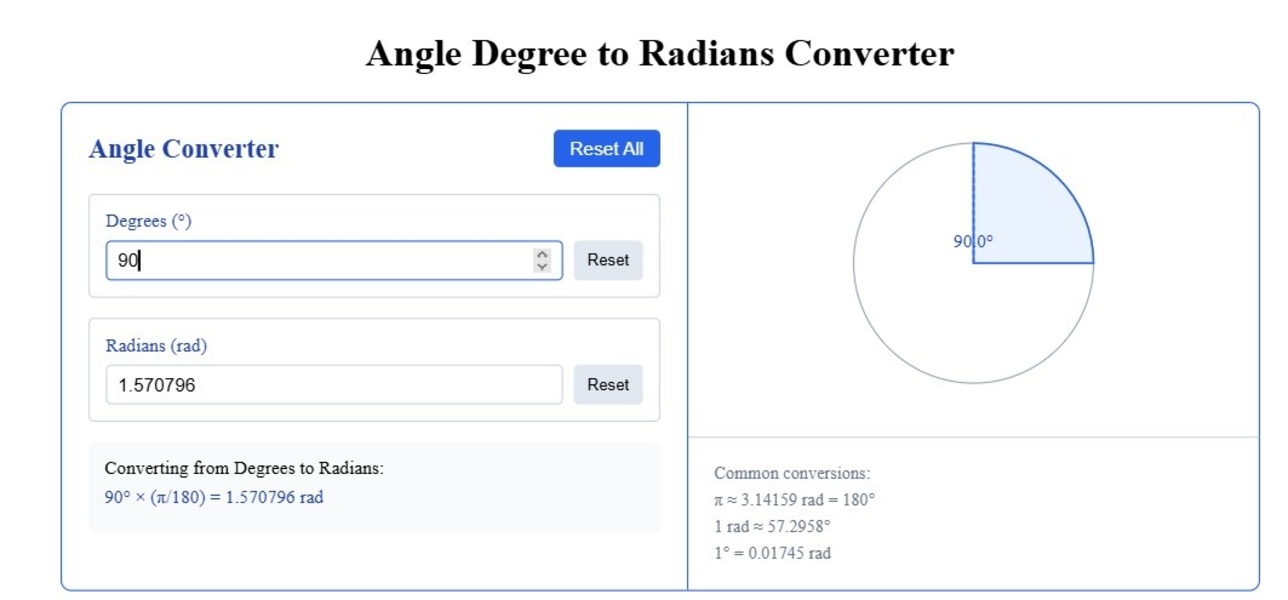 Angle Degree to Radians Converter
Angle Converter
Reset All
Degrees (°)
90
Reset
Radians (rad)
1.570796
Reset
Converting from Degrees to Radians:
90° × (π/180) = 1.570796 rad
90.0°
Common conversions:
π ≈ 3.14159 rad = 180°
1 rad ≈ 57.2958°
1° = 0.01745 rad